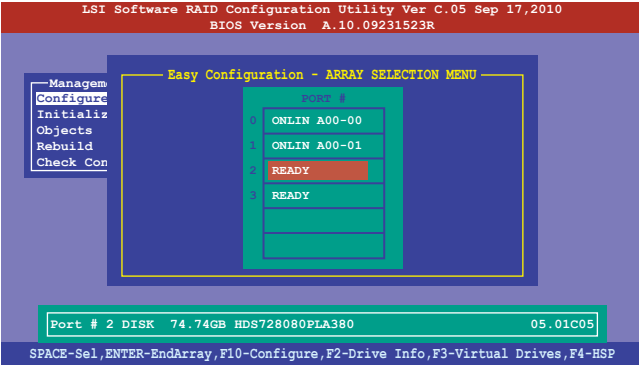 LSI Software RAID Configuration Utility Ver C.05 Sep 17,2010
BIOS Version A.10.09231523R
Easy Configuration - ARRAY SELECTION MENU
Managem
Configure
Initializ
Objects
Rebuild
Check Con
PORT #
0 ONLIN A00-00
1 ONLIN A00-01
2 READY
3 READY
Port # 2 DISK 74.74GB HDS728080PLA380 05.01C05
SPACE-Sel,ENTER-EndArray,F10-Configure,F2-Drive Info,F3-Virtual Drives,F4-HSP